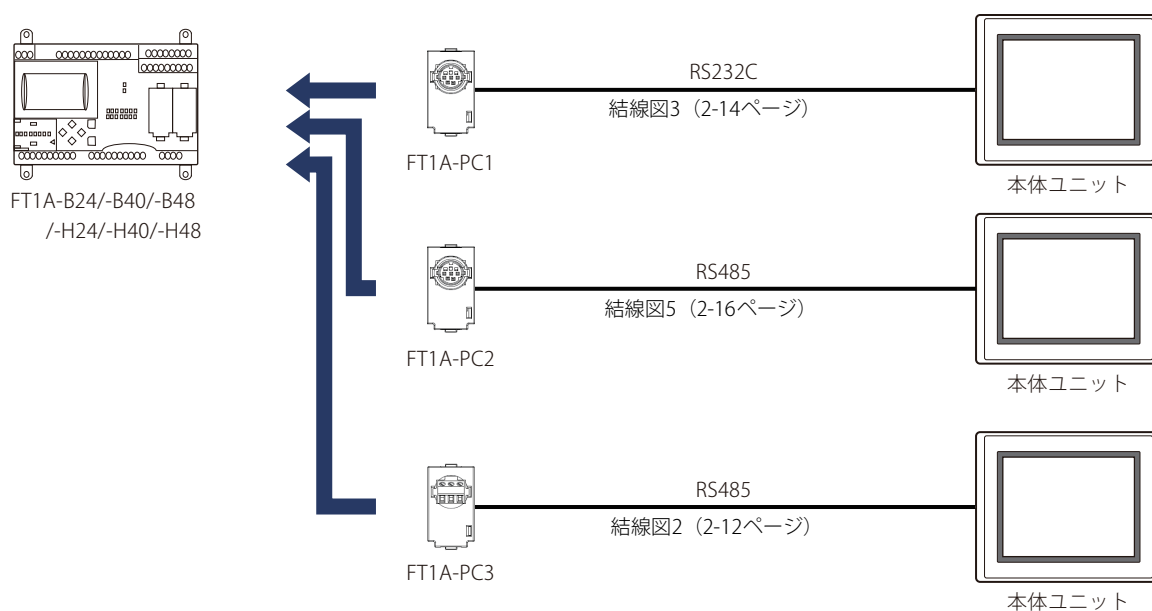 FT1A-B24/-B40/-B48
/-H24/-H40/-H48
RS232C
結線図3（2-14ページ）
FT1A-PC1
本体ユニット
RS485
結線図5（2-16ページ）
FT1A-PC2
本体ユニット
RS485
結線図2（2-12ページ）
FT1A-PC3
本体ユニット